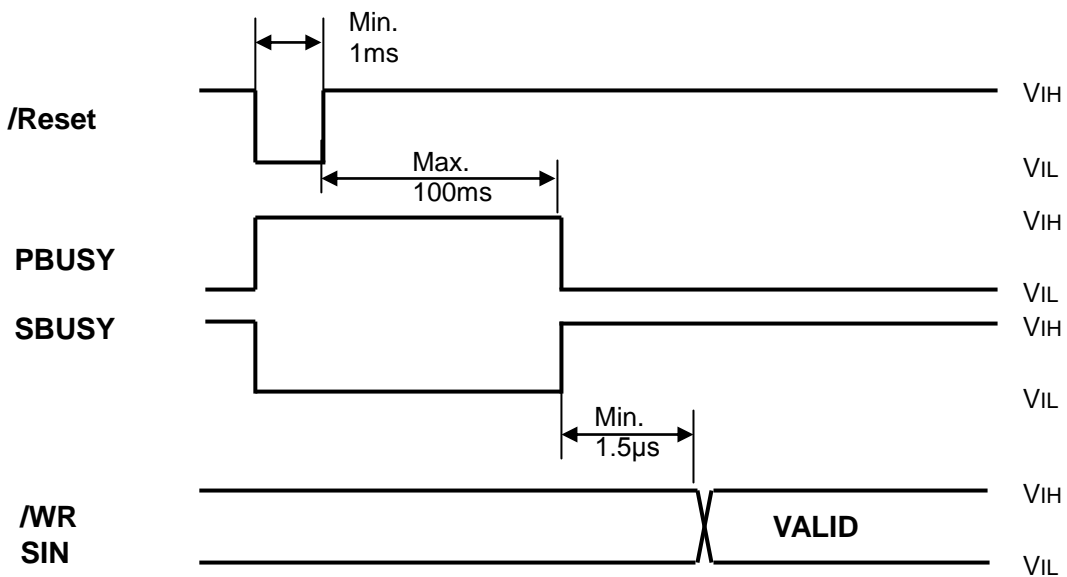 Min.
1ms
/Reset
VIH
VIL
Max.
100ms
PBUSY
VIH
VIL
SBUSY
VIH
VIL
Min.
1.5µs
/WR
SIN
VALID
VIH
VIL